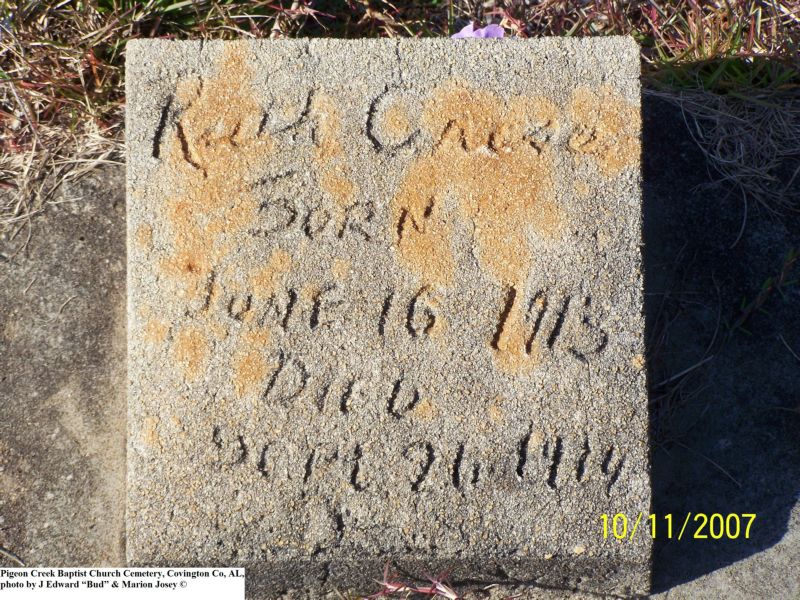 Ruth
BORN
JUNE 16 1913
DIED
SEPT 26 1914
10/11/2007
Pigeon Creek Baptist Church Cemetery, Covington Co, AL,
photo by J Edward “Bud” & Marion Josey ©